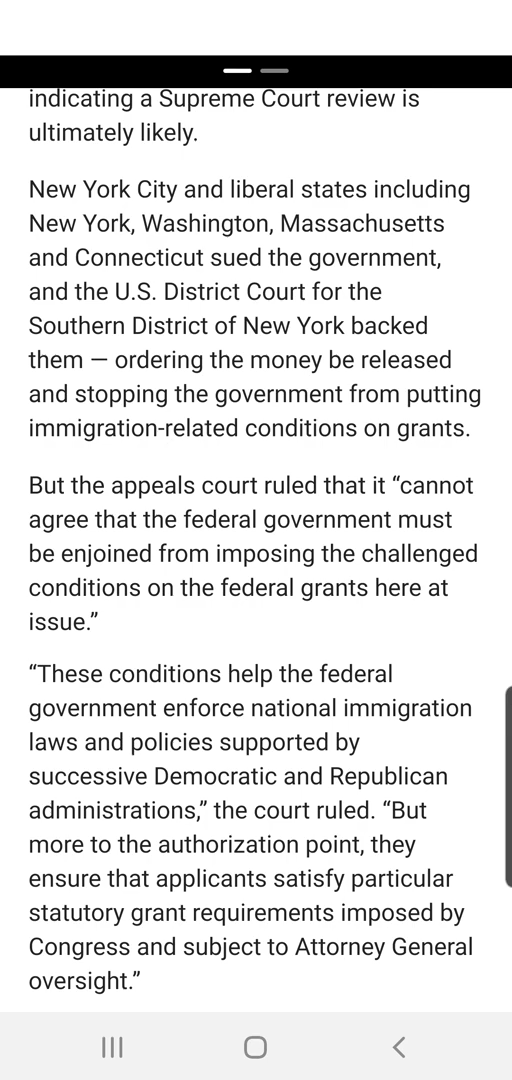 indicating a Supreme Court review is
ultimately likely.
New York City and liberal states including
New York, Washington, Massachusetts
and Connecticut sued the government,
and the U.S. District Court for the
Southern District of New York backed
them — ordering the money be released
and stopping the government from putting
immigration-related conditions on grants.
But the appeals court ruled that it “cannot
agree that the federal government must
be enjoined from imposing the challenged
conditions on the federal grants here at
issue.”
“These conditions help the federal
government enforce national immigration
laws and policies supported by
successive Democratic and Republican
administrations,” the court ruled. “But
more to the authorization point, they
ensure that applicants satisfy particular
statutory grant requirements imposed by
Congress and subject to Attorney General
oversight.”